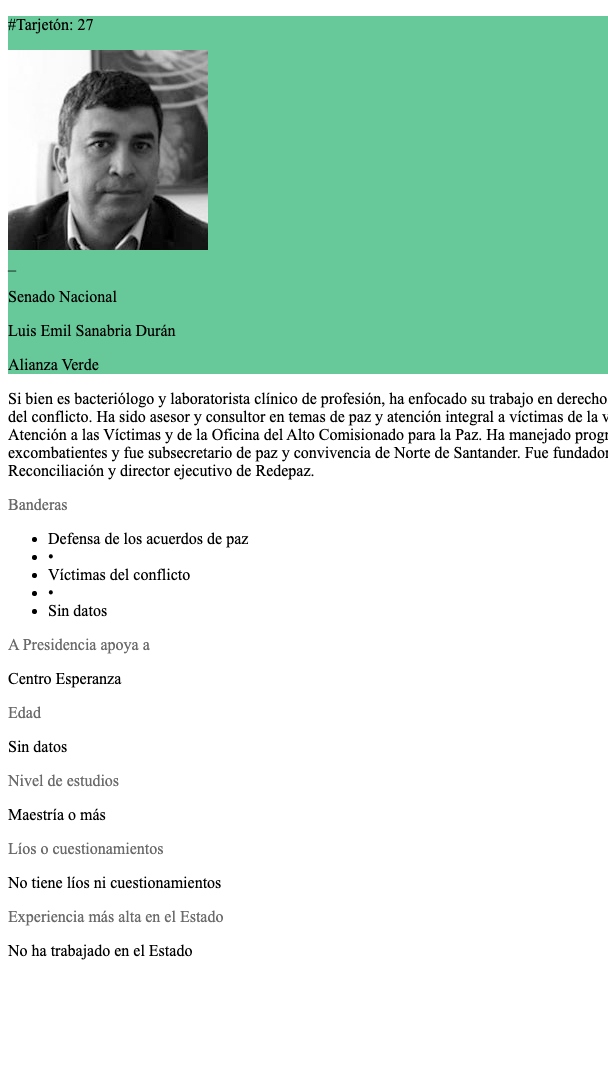 #Tarjetón: 27
_
Senado Nacional
Luis Emil Sanabria Durán
Alianza Verde
Si bien es bacteriólogo y laboratorista clínico de profesión, ha enfocado su trabajo en derecho
del conflicto. Ha sido asesor y consultor en temas de paz y atención integral a víctimas de la v
Atención a las Víctimas y de la Oficina del Alto Comisionado para la Paz. Ha manejado progr
excombatientes y fue subsecretario de paz y convivencia de Norte de Santander. Fue fundador
Reconciliación y director ejecutivo de Redepaz.
Banderas
• Defensa de los acuerdos de paz
• •
• Víctimas del conflicto
• •
• Sin datos
A Presidencia apoya a
Centro Esperanza
Edad
Sin datos
Nivel de estudios
Maestría o más
Líos o cuestionamientos
No tiene líos ni cuestionamientos
Experiencia más alta en el Estado
No ha trabajado en el Estado